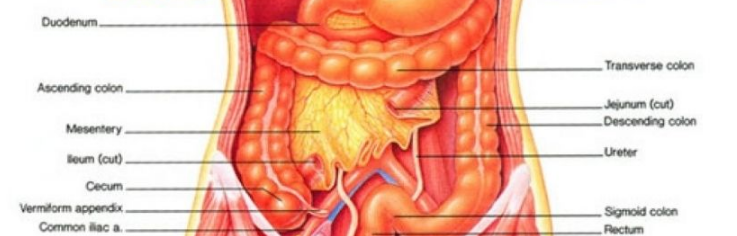 Duodenum
Transverse colon
Ascending colon
Jejunum (cut)
Descending colon
Mesentery
Ileum (cut)
Ureter
Cecum
Vermiform appendix
Sigmoid colon
Common iliac a.
Rectum